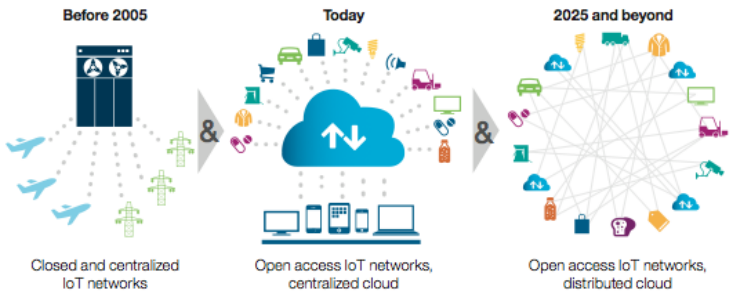 Before 2005
Today
2025 and beyond
&
&
Closed and centralized
IoT networks
Open access IoT networks,
centralized cloud
Open access IoT networks,
distributed cloud